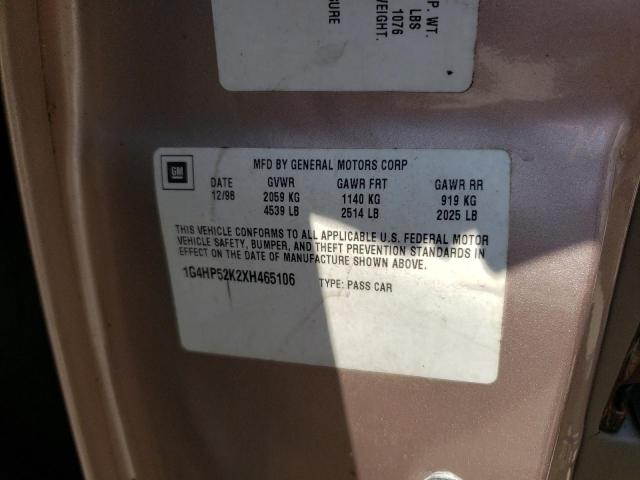 P. WT.
LBS
1076
WEIGHT.
SURE
GM
MFD BY GENERAL MOTORS CORP
DATE GVWR GAWR FRT GAWR RR
12/98 2059 KG 1140 KG 919 KG
4539 LB 2514 LB 2025 LB
THIS VEHICLE CONFORMS TO ALL APPLICABLE U.S. FEDERAL MOTOR
VEHICLE SAFETY, BUMPER, AND THEFT PREVENTION STANDARDS IN
EFFECT ON THE DATE OF MANUFACTURE SHOWN ABOVE.
1G4HP52K2XH465106 TYPE: PASS CAR